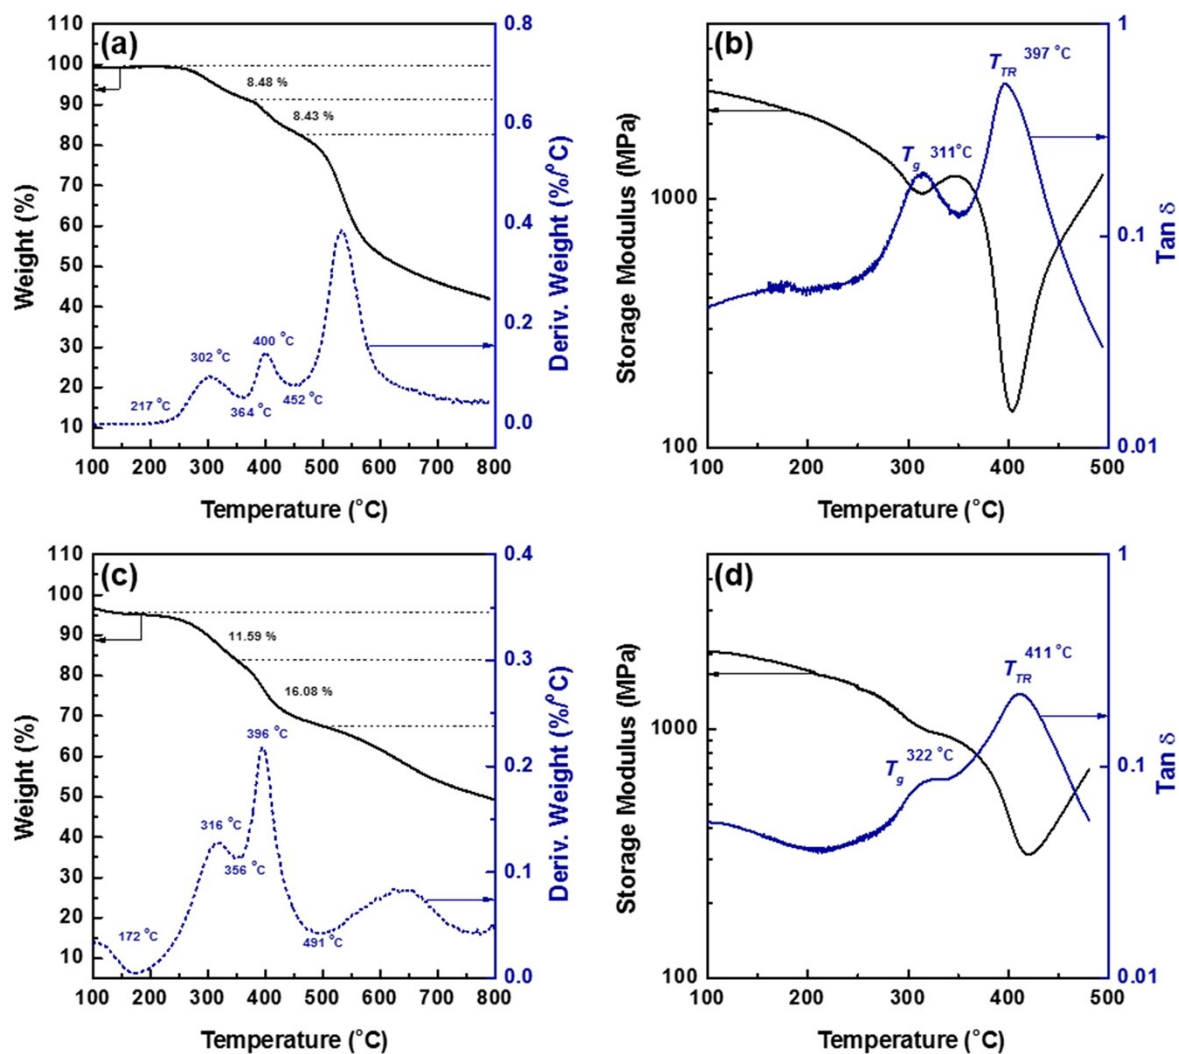 (a)
110
100
90
80
70
60
50
40
30
20
10
Weight (%)
8.48 %
8.43 %
217 °C
302 °C
364 °C
400 °C
452 °C
0.8
0.6
0.4
0.2
0.0
Deriv. Weight (%/°C)
100 200 300 400 500 600 700 800
Temperature (°C)
(b)
1000
100
Storage Modulus (MPa)
Tg 311°C
TTR 397 °C
1
0.1
0.01
Tan δ
100 200 300 400 500
Temperature (°C)
(c)
110
100
90
80
70
60
50
40
30
20
10
Weight (%)
11.59 %
16.08 %
172 °C
316 °C
356 °C
396 °C
491 °C
0.4
0.3
0.2
0.1
0.0
Deriv. Weight (%/°C)
100 200 300 400 500 600 700 800
Temperature (°C)
(d)
1000
100
Storage Modulus (MPa)
Tg 322 °C
TTR 411 °C
1
0.1
0.01
Tan δ
100 200 300 400 500
Temperature (°C)